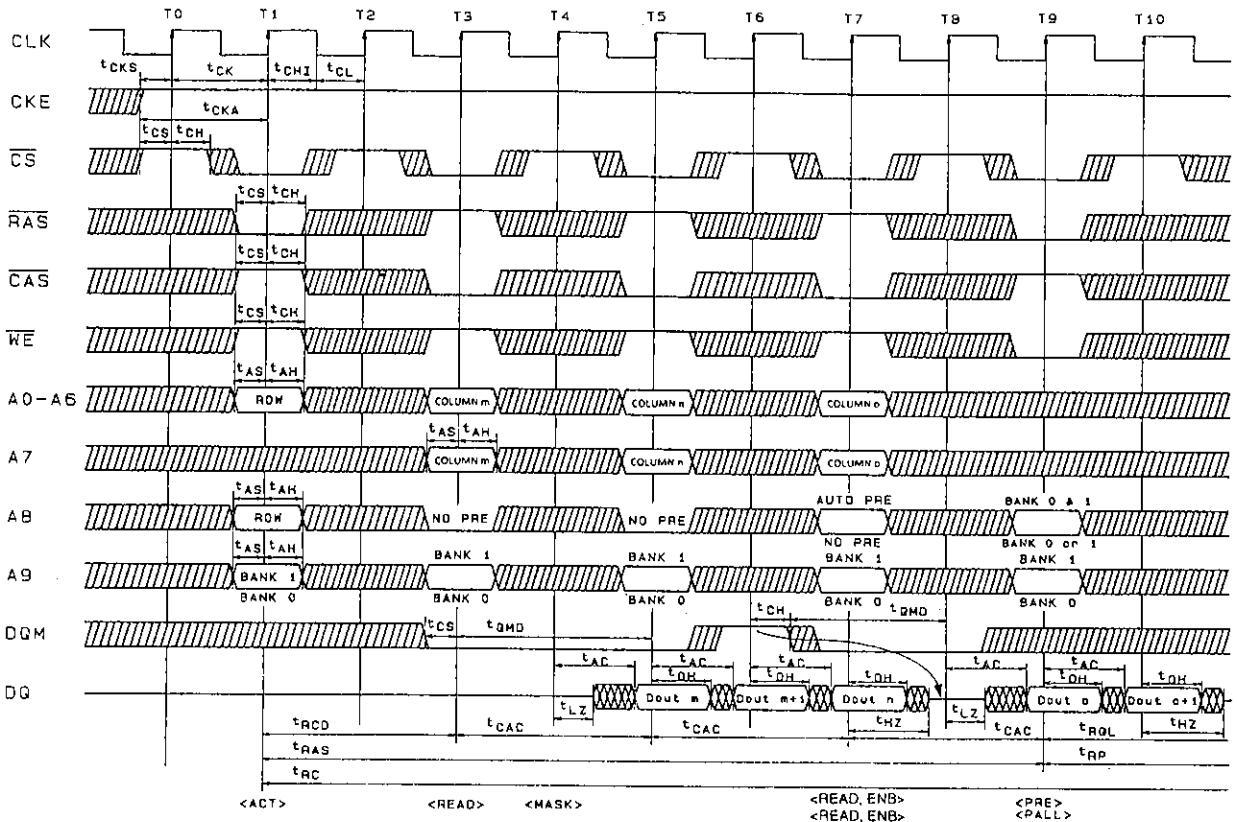 T0 T1 T2 T3 T4 T5 T6 T7 T8 T9 T10
CLK
tCKS tCK tCHI tCL
CKE
tCKA
tCS tCH
CS
tCS tCH
RAS
tCS tCH
CAS
tCS tCH
WE
tAS tAH
A0-A6 ROW COLUMN m COLUMN n COLUMN o
tAS tAH
A7 COLUMN m COLUMN n COLUMN o
tAS tAH AUTO PRE BANK 0 & 1
A8 ROW NO PRE NO PRE
NO PRE BANK 0 or 1
tAS tAH BANK 1 BANK 1 BANK 1 BANK 1
A9 BANK 1
BANK 0 BANK 0 BANK 0 BANK 0 BANK 0
tCH tQMD
DQM tCS tQMD
tAC tAC tAC tAC tAC
tOH tOH tOH tOH tOH
DQ Dout m Dout m+1 Dout n Dout o Dout o+1
tLZ tHZ tLZ tHZ
tRCD tCAC tCAC tCAC tRQL
tRAS tRP
tRC
<ACT> <READ> <MASK> <READ, ENB> <PRE>
<READ, ENB> <PALL>